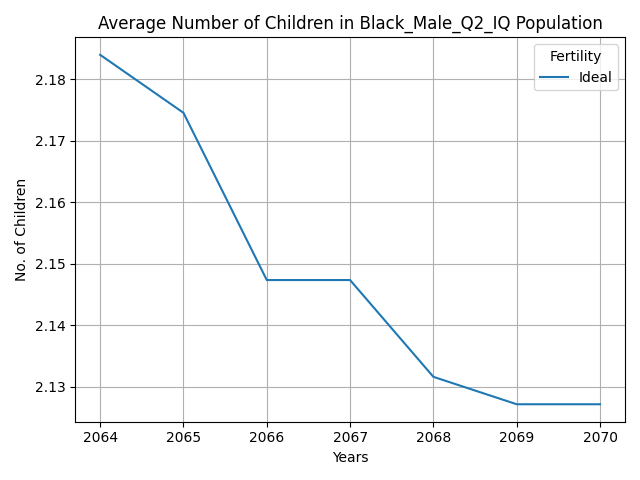 Average Number of Children in Black_Male_Q2_IQ Population
Fertility
Ideal
2.18
2.17
2.16
2.15
2.14
2.13
No. of Children
2064 2065 2066 2067 2068 2069 2070
Years